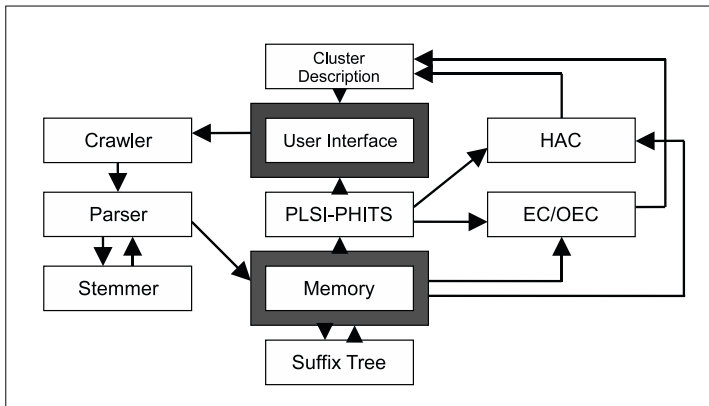 Cluster
Description
Crawler
User Interface
HAC
Parser
PLSI-PHITS
EC/OEC
Stemmer
Memory
Suffix Tree